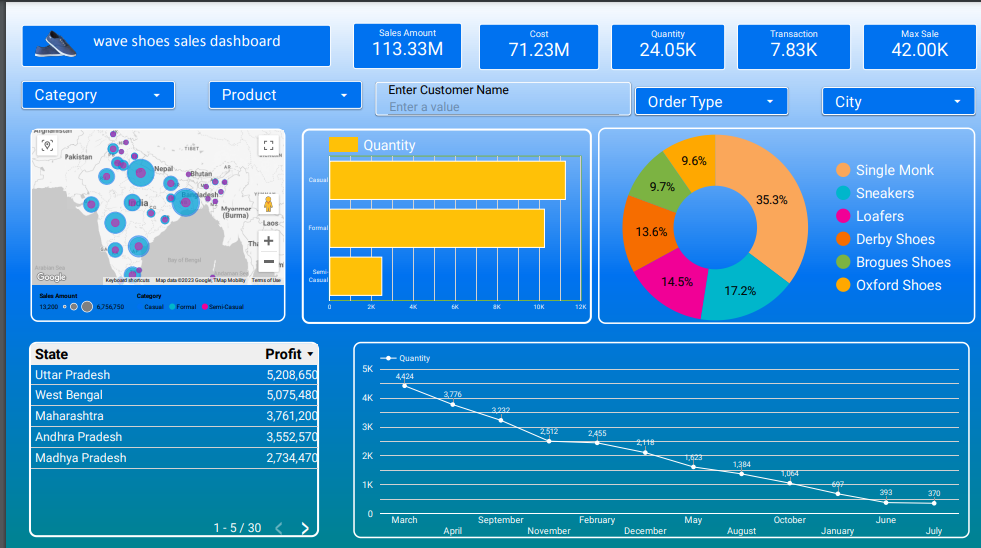 wave shoes sales dashboard
Sales Amount
113.33M
Cost
71.23M
Quantity
24.05K
Transaction
7.83K
Max Sale
42.00K
Category
Product
Enter Customer Name
Enter a value
Order Type
City
Afghanistan
Pakistan
TIBET
Nepal
Bhutan
Bangladesh
Myanmar
(Burma)
Laos
Bay of Bengal
Google
Keyboard shortcuts Map data ©2023 Google, TMap Mobility Terms of Use
Sales Amount
13,200 6,756,750
Category
Casual Formal Semi-Casual
Quantity
Casual
Formal
Semi-
Casual
0 2K 4K 6K 8K 10K 12K
9.6%
9.7%
13.6%
14.5%
17.2%
35.3%
Single Monk
Sneakers
Loafers
Derby Shoes
Brogues Shoes
Oxford Shoes
State Profit
Uttar Pradesh 5,208,650
West Bengal 5,075,480
Maharashtra 3,761,200
Andhra Pradesh 3,552,570
Madhya Pradesh 2,734,470
1 - 5 / 30
Quantity
5K
4K
3K
2K
1K
0
4,424
3,776
3,232
2,512
2,455
2,118
1,623
1,384
1,064
697
393
370
March September February May October June
April November December August January July